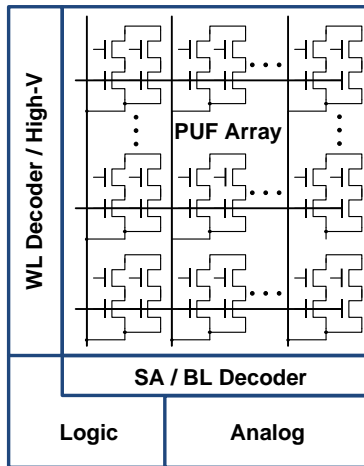 WL Decoder / High-V
PUF Array
SA / BL Decoder
Logic
Analog